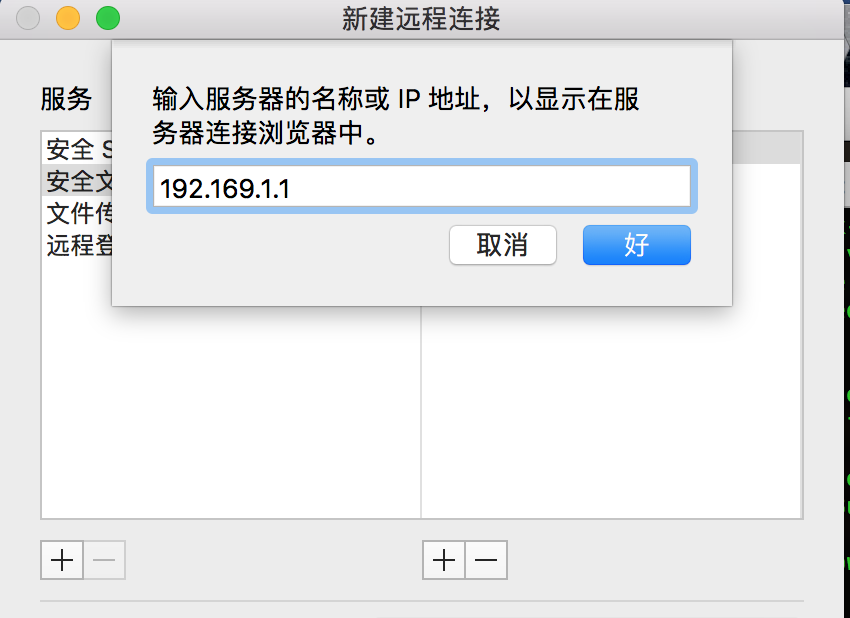 新建远程连接
服务
输入服务器的名称或 IP 地址，以显示在服
务器连接浏览器中。
192.169.1.1
取消
好
安全 S
安全文
文件传
远程登